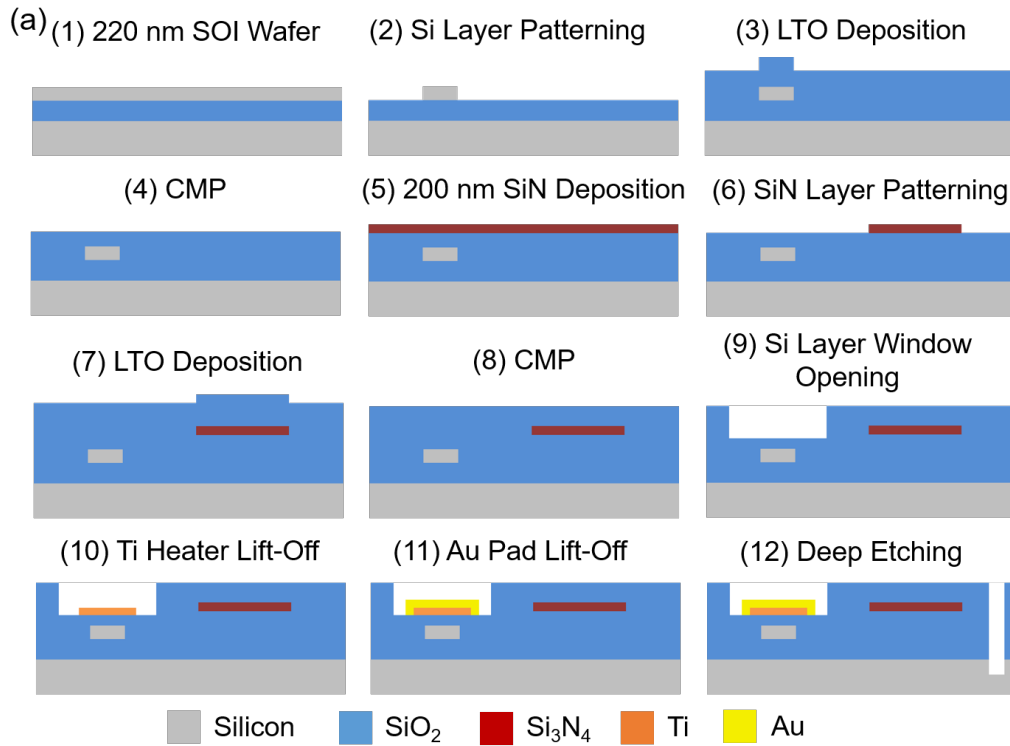 (a)
(1) 220 nm SOI Wafer
(2) Si Layer Patterning
(3) LTO Deposition
(4) CMP
(5) 200 nm SiN Deposition
(6) SiN Layer Patterning
(7) LTO Deposition
(8) CMP
(9) Si Layer Window
Opening
(10) Ti Heater Lift-Off
(11) Au Pad Lift-Off
(12) Deep Etching
Silicon
SiO₂
Si₃N₄
Ti
Au